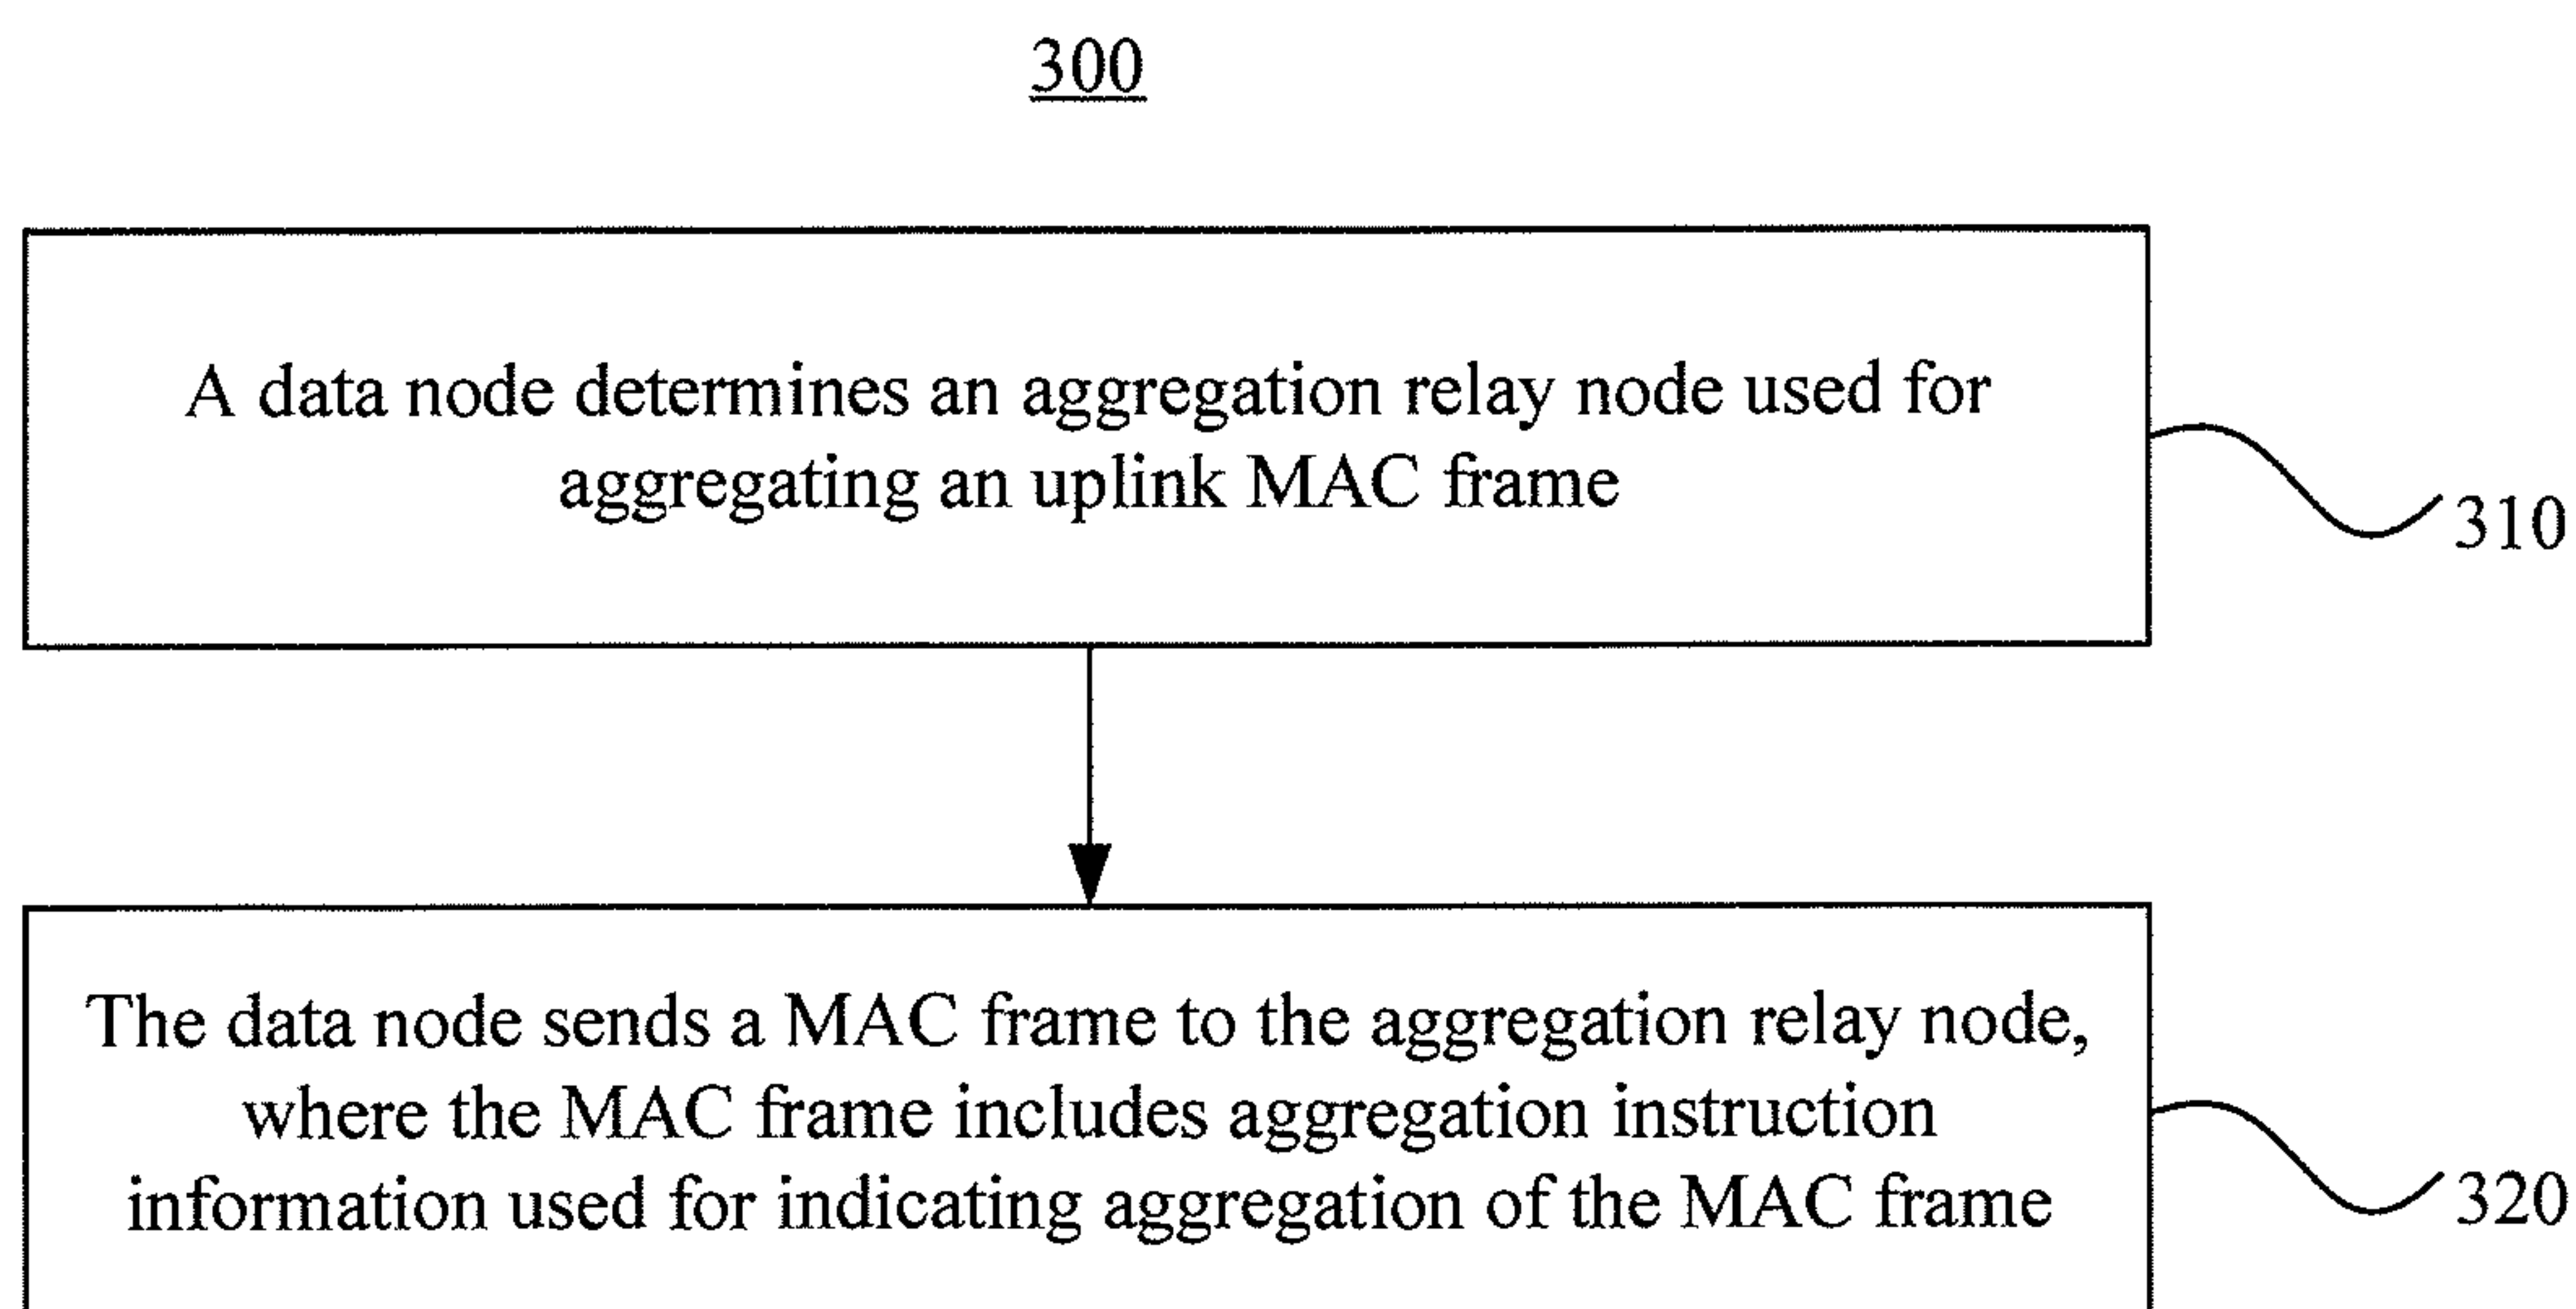 300
A data node determines an aggregation relay node used for
aggregating an uplink MAC frame
310
The data node sends a MAC frame to the aggregation relay node,
where the MAC frame includes aggregation instruction
information used for indicating aggregation of the MAC frame
320